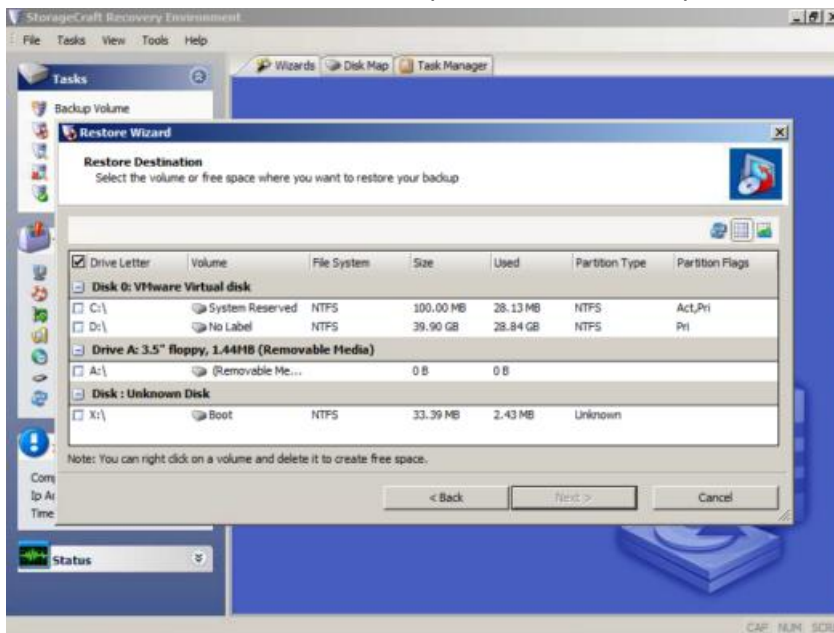 StorageCraft Recovery Environment
File Tasks View Tools Help
Wizards Disk Map Task Manager
Tasks
Backup Volume
Restore Wizard
Restore Destination
Select the volume or free space where you want to restore your backup
Drive Letter Volume File System Size Used Partition Type Partition Flags
Disk 0: VMware Virtual disk
C:\ System Reserved NTFS 100.00 MB 28.13 MB NTFS Act,Pri
D:\ No Label NTFS 39.90 GB 28.84 GB NTFS Pri
Drive A: 3.5" floppy, 1.44MB (Removable Media)
A:\ (Removable Me... 0 B 0 B
Disk : Unknown Disk
X:\ Boot NTFS 33.39 MB 2.43 MB Unknown
Note: You can right click on a volume and delete it to create free space.
< Back Next > Cancel
Com
Ip A
Time
Status
CAP NUM SCR